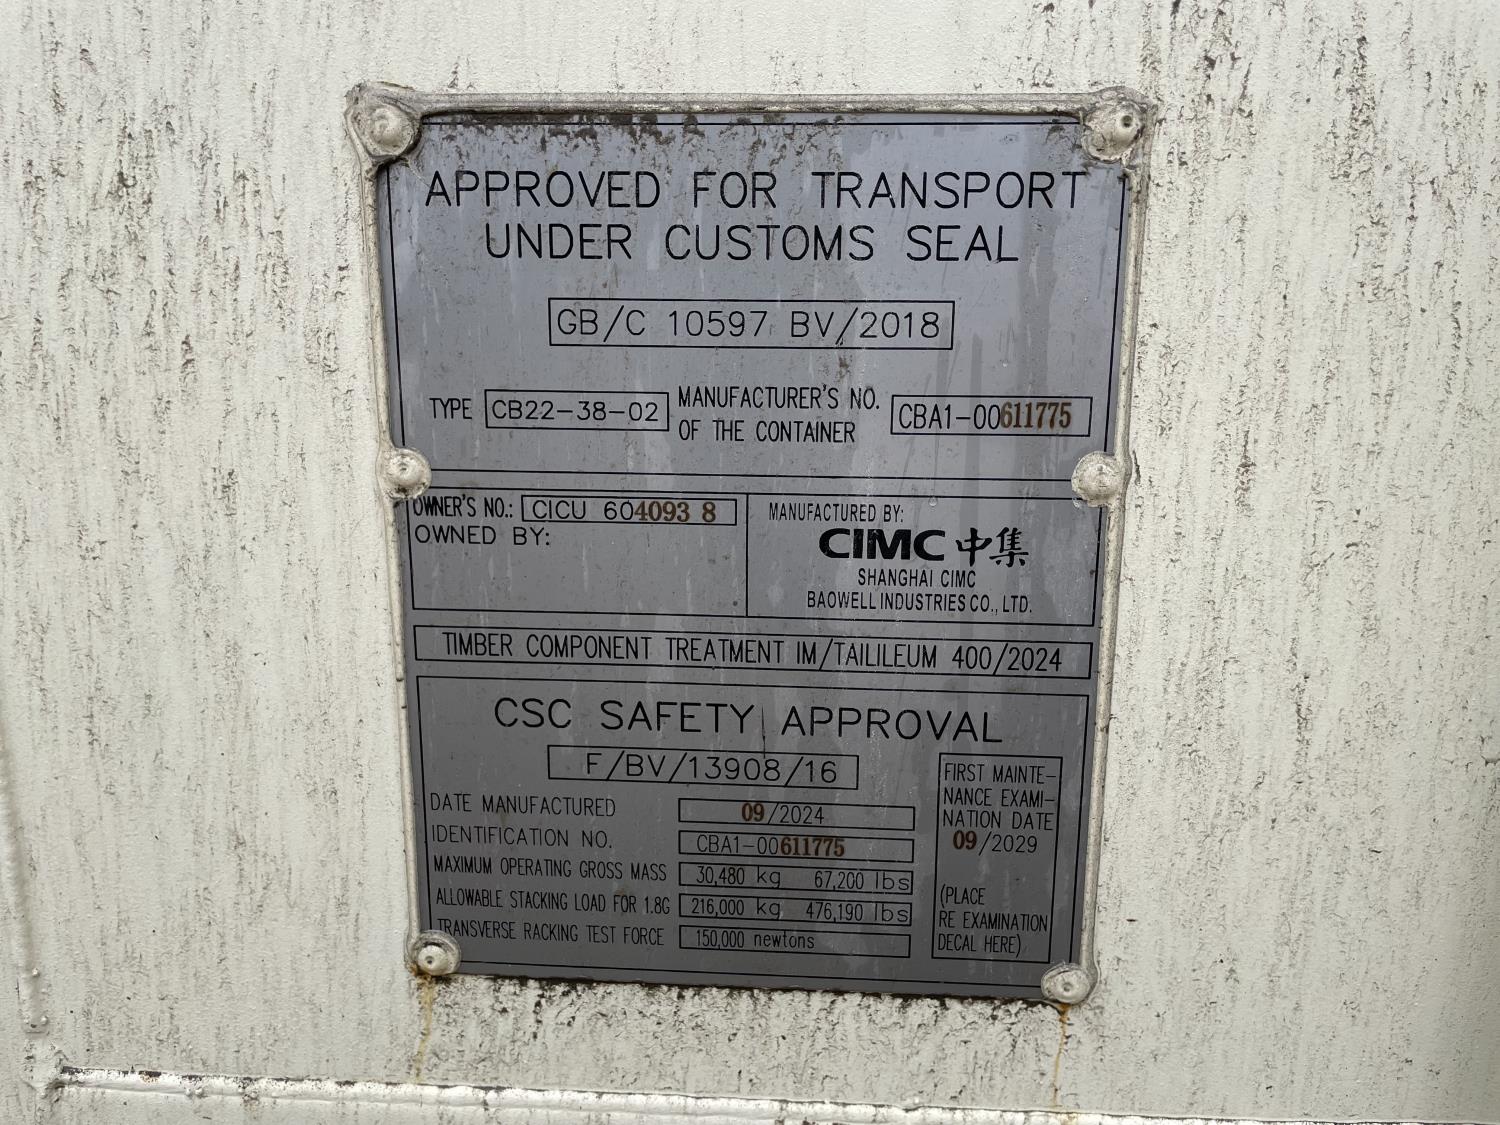 APPROVED FOR TRANSPORT
UNDER CUSTOMS SEAL
GB/C 10597 BV/2018
TYPE CB22-38-02
MANUFACTURER'S NO.
OF THE CONTAINER
CBA1-00611775
OWNER'S NO.: CICU 604093 8
OWNED BY:
MANUFACTURED BY:
CIMC 中集
SHANGHAI CIMC
BAOWELL INDUSTRIES CO., LTD.
TIMBER COMPONENT TREATMENT IM/TAILILEUM 400/2024
CSC SAFETY APPROVAL
F/BV/13908/16
DATE MANUFACTURED 09/2024
IDENTIFICATION NO. CBA1-00611775
MAXIMUM OPERATING GROSS MASS 30,480 kg 67,200 lbs
ALLOWABLE STACKING LOAD FOR 1.8G 216,000 kg 476,190 lbs
TRANSVERSE RACKING TEST FORCE 150,000 newtons
FIRST MAINTE-
NANCE EXAMI-
NATION DATE
09/2029
(PLACE
RE EXAMINATION
DECAL HERE)